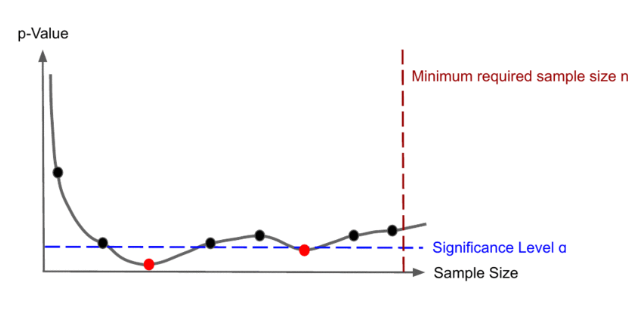 p-Value
Minimum required sample size n
Significance Level α
Sample Size